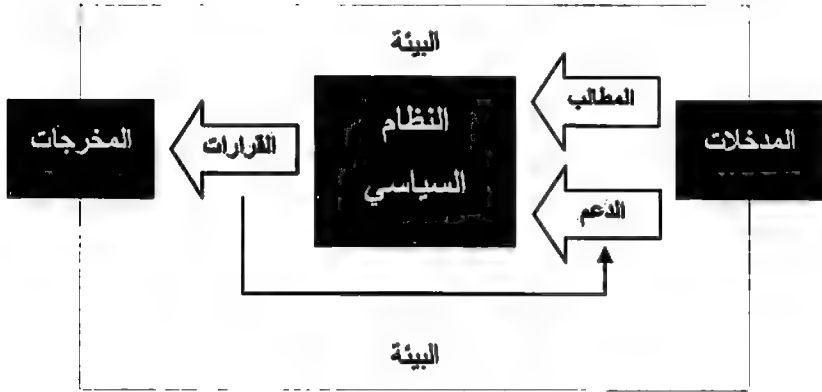 البيئة
المدخلات
المطالب
الدعم
النظام
السياسي
القرارات
المخرجات
البيئة